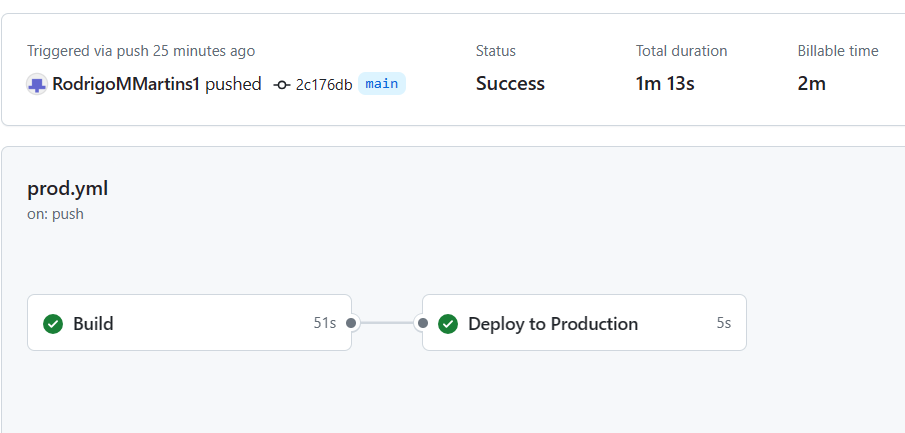 Triggered via push 25 minutes ago
RodrigoMMartins1 pushed 2c176db main
Status
Success
Total duration
1m 13s
Billable time
2m
prod.yml
on: push
Build 51s
Deploy to Production 5s